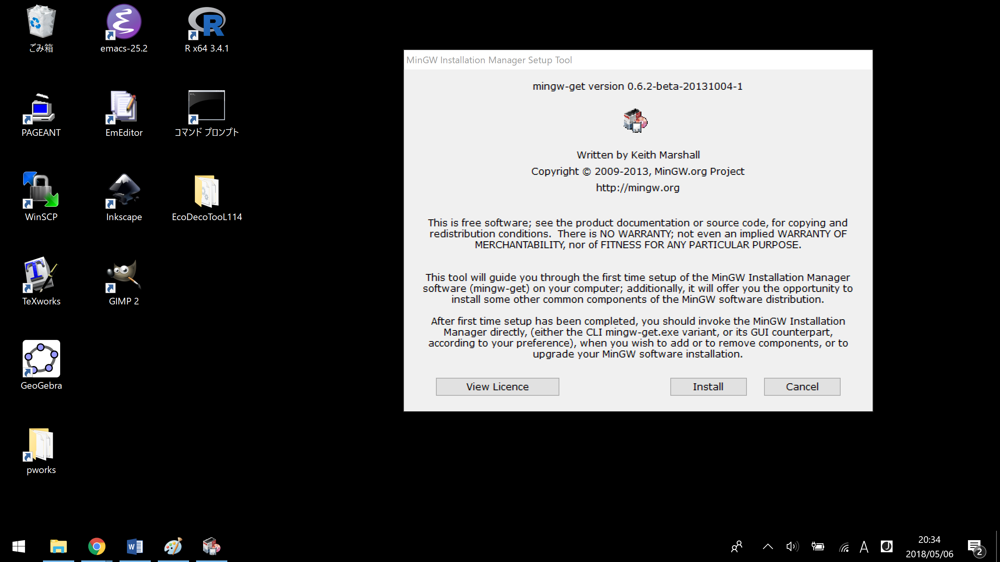 ごみ箱
emacs-25.2
R x64 3.4.1
PAGEANT
EmEditor
コマンド プロンプト
WinSCP
Inkscape
EcoDecoTooL114
TeXworks
GIMP 2
GeoGebra
pworks
MinGW Installation Manager Setup Tool
mingw-get version 0.6.2-beta-20131004-1
Written by Keith Marshall
Copyright © 2009-2013, MinGW.org Project
http://mingw.org
This is free software; see the product documentation or source code, for copying and
redistribution conditions.  There is NO WARRANTY; not even an implied WARRANTY OF
MERCHANTABILITY, nor of FITNESS FOR ANY PARTICULAR PURPOSE.
This tool will guide you through the first time setup of the MinGW Installation Manager
software (mingw-get) on your computer; additionally, it will offer you the opportunity to
install some other common components of the MinGW software distribution.
After first time setup has been completed, you should invoke the MinGW Installation
Manager directly, (either the CLI mingw-get.exe variant, or its GUI counterpart,
according to your preference), when you wish to add or to remove components, or to
upgrade your MinGW software installation.
View Licence
Install
Cancel
A
J
20:34
2018/05/06
2